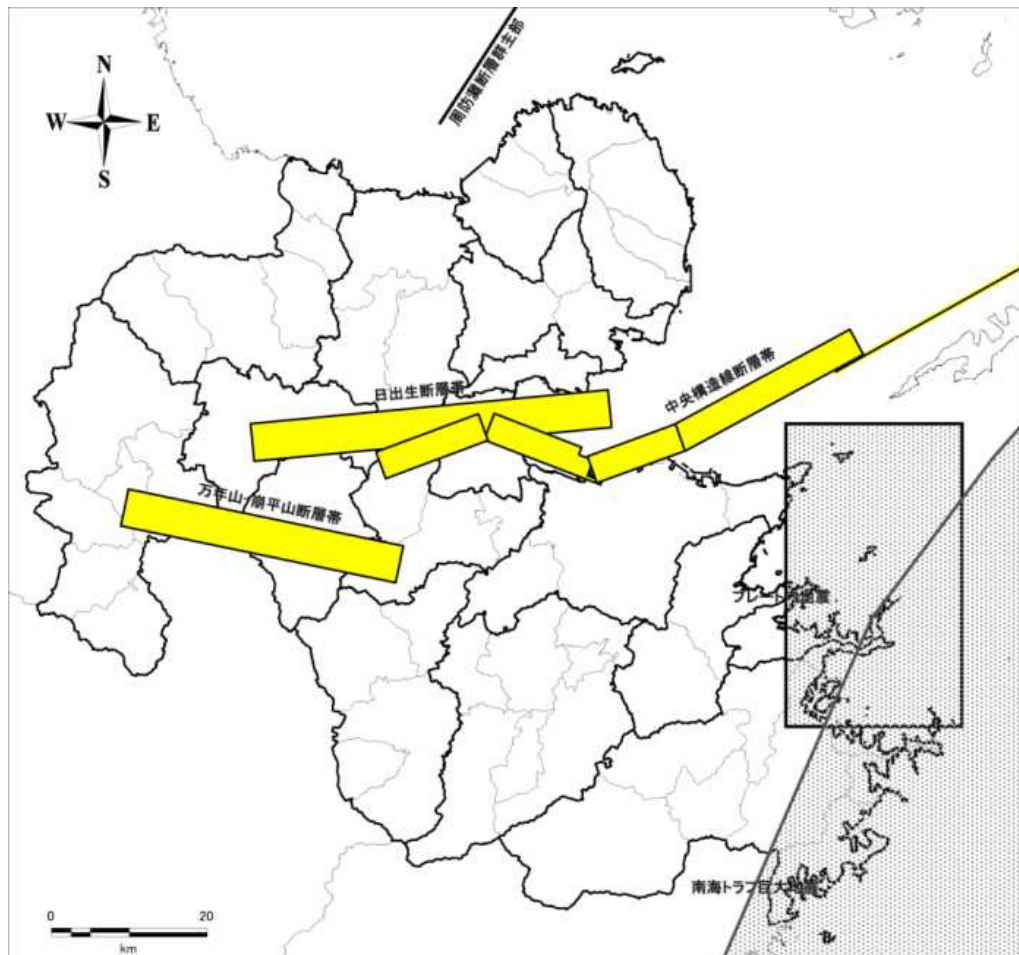 周防灘断層群主部
N
W
E
S
日出生断層帯
中央構造線断層帯
万年山-崩平山断層帯
プレート内地震
南海トラフ巨大地震
0
20
km